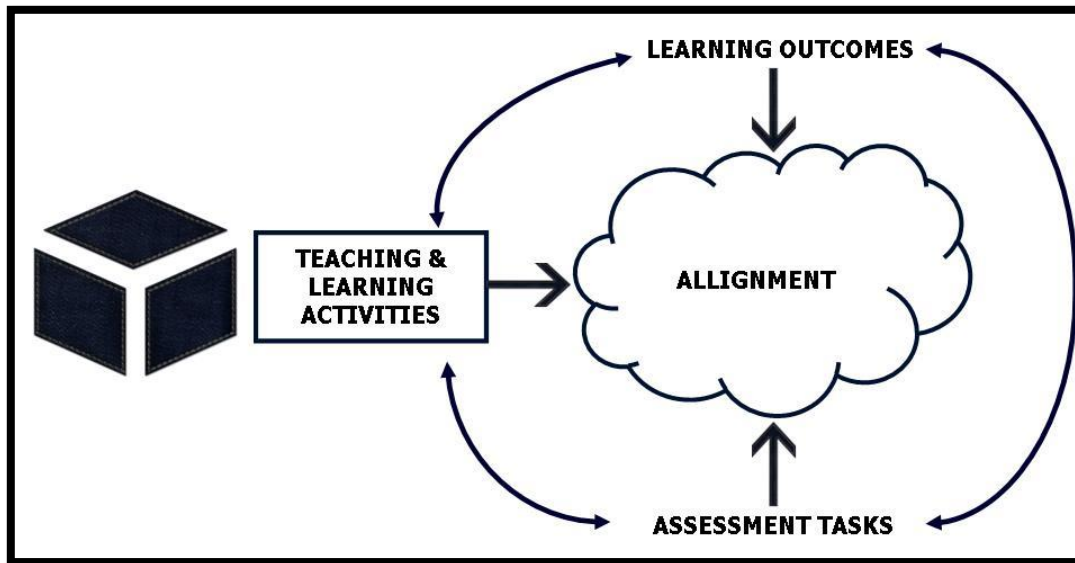 LEARNING OUTCOMES
TEACHING &
LEARNING
ACTIVITIES
ALLIGNMENT
ASSESSMENT TASKS